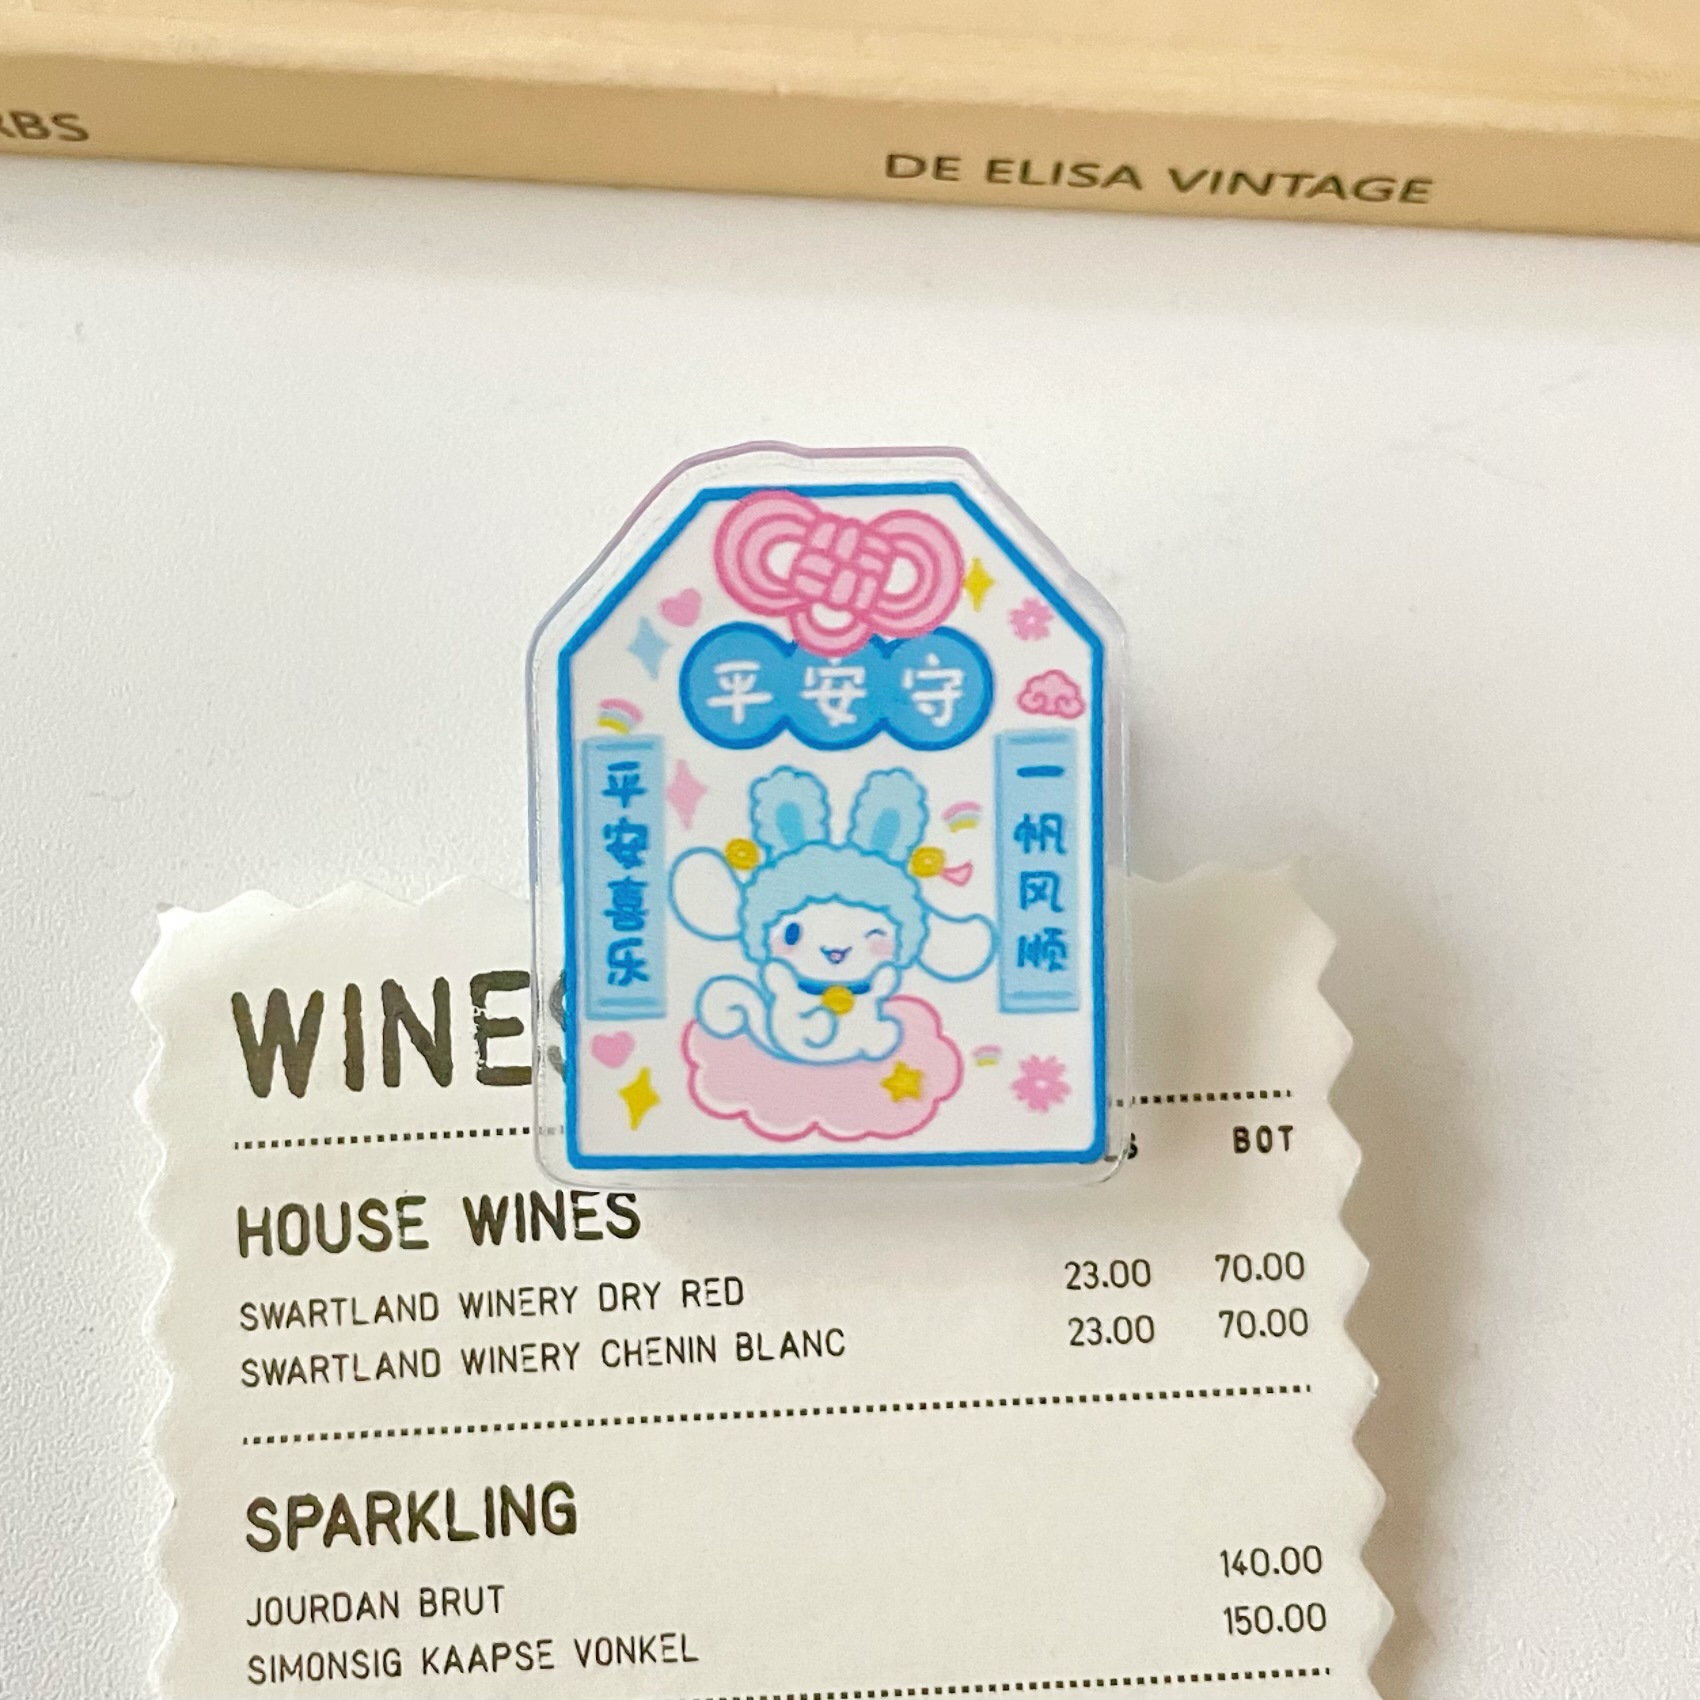 DE ELISA VINTAGE
平安守
平安喜乐
一帆风顺
WINES
BOT
HOUSE WINES
SWARTLAND WINERY DRY RED 23.00 70.00
SWARTLAND WINERY CHENIN BLANC 23.00 70.00
SPARKLING
JOURDAN BRUT 140.00
SIMONSIG KAAPSE VONKEL 150.00